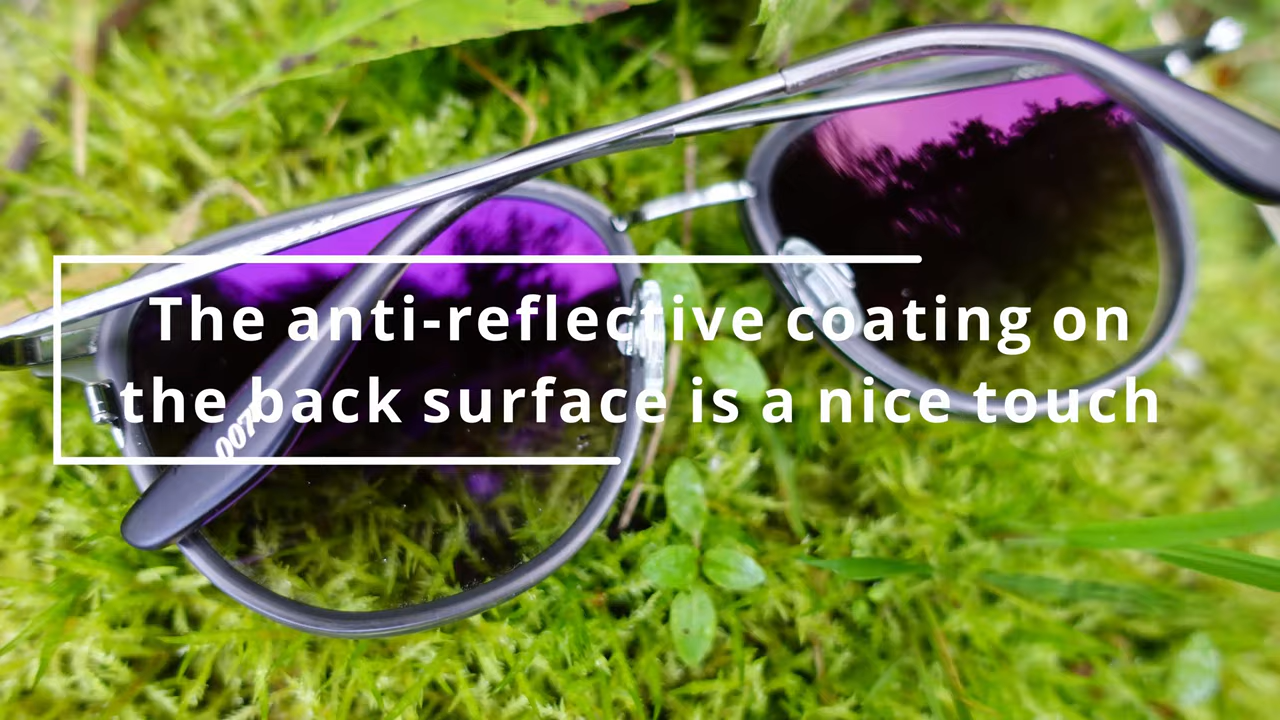 The anti-reflective coating on
the back surface is a nice touch
007